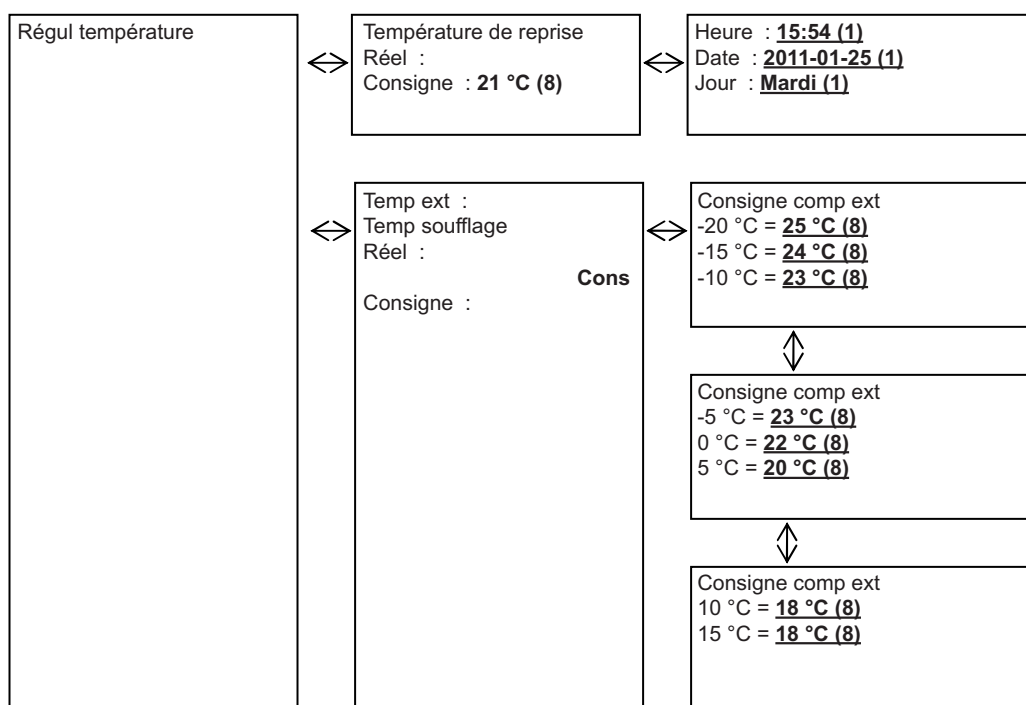 Régul température
Température de reprise
Réel :
Consigne : 21 °C (8)
Heure : 15:54 (1)
Date : 2011-01-25 (1)
Jour : Mardi (1)
Temp ext :
Temp soufflage
Réel :
Cons
Consigne :
Consigne comp ext
-20 °C = 25 °C (8)
-15 °C = 24 °C (8)
-10 °C = 23 °C (8)
Consigne comp ext
-5 °C = 23 °C (8)
0 °C = 22 °C (8)
5 °C = 20 °C (8)
Consigne comp ext
10 °C = 18 °C (8)
15 °C = 18 °C (8)